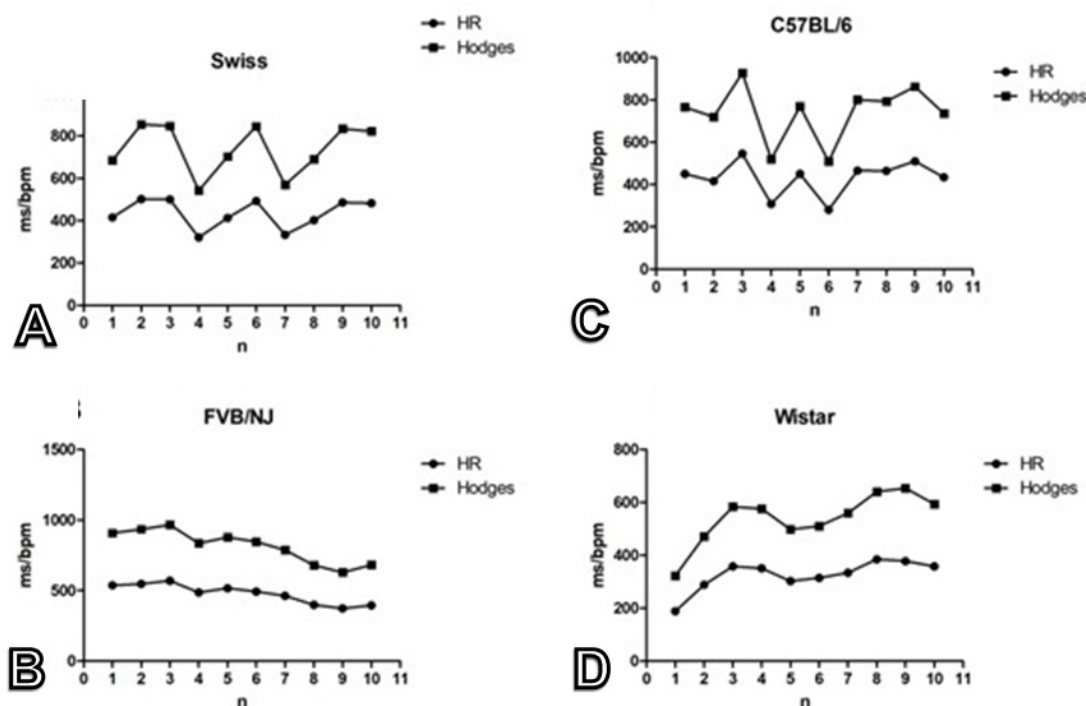 Swiss
HR
Hodges
ms/bpm
800
600
400
200
0
0 1 2 3 4 5 6 7 8 9 10 11
n
A
C57BL/6
HR
Hodges
ms/bpm
1000
800
600
400
200
0
0 1 2 3 4 5 6 7 8 9 10 11
n
C
FVB/NJ
HR
Hodges
ms/bpm
1500
1000
500
0
0 1 2 3 4 5 6 7 8 9 10 11
n
B
Wistar
HR
Hodges
ms/bpm
800
600
400
200
0
0 1 2 3 4 5 6 7 8 9 10 11
n
D